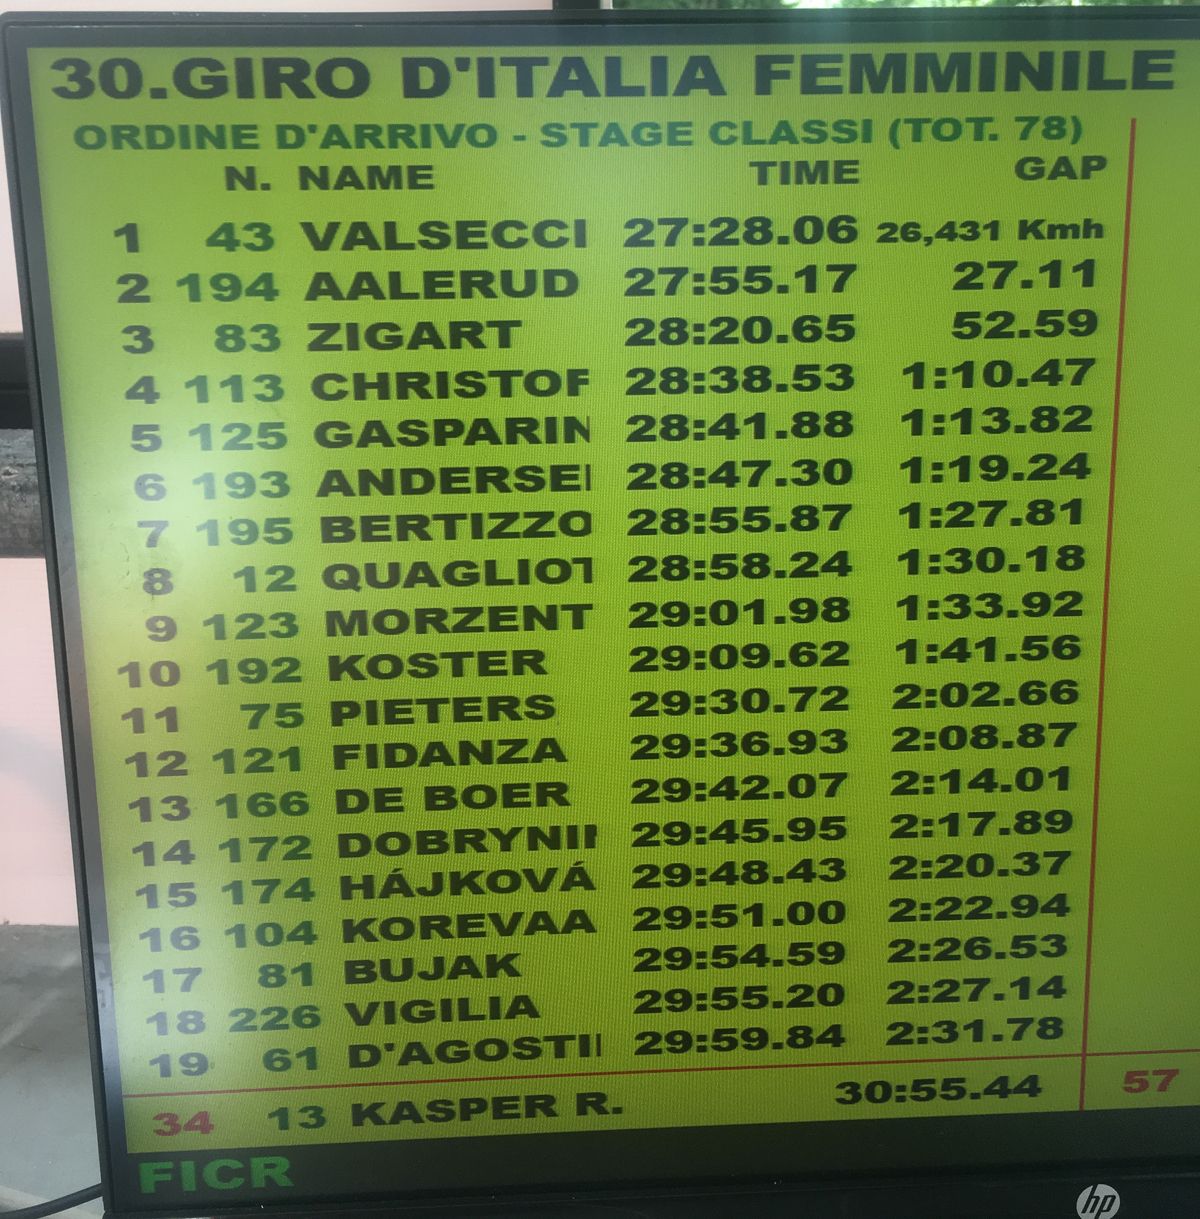 30.GIRO D'ITALIA FEMMINILE
ORDINE D'ARRIVO - STAGE CLASSI (TOT. 78)
N. NAME TIME GAP
1 43 VALSECCI 27:28.06 26,431 Kmh
2 194 AALERUD 27:55.17 27.11
3 83 ZIGART 28:20.65 52.59
4 113 CHRISTOF 28:38.53 1:10.47
5 125 GASPARIN 28:41.88 1:13.82
6 193 ANDERSEI 28:47.30 1:19.24
7 195 BERTIZZO 28:55.87 1:27.81
8 12 QUAGLIOT 28:58.24 1:30.18
9 123 MORZENT 29:01.98 1:33.92
10 192 KOSTER 29:09.62 1:41.56
11 75 PIETERS 29:30.72 2:02.66
12 121 FIDANZA 29:36.93 2:08.87
13 166 DE BOER 29:42.07 2:14.01
14 172 DOBRYNII 29:45.95 2:17.89
15 174 HÁJKOVÁ 29:48.43 2:20.37
16 104 KOREVAA 29:51.00 2:22.94
17 81 BUJAK 29:54.59 2:26.53
18 226 VIGILIA 29:55.20 2:27.14
19 61 D'AGOSTII 29:59.84 2:31.78
34 13 KASPER R. 30:55.44 57
FICR
hp